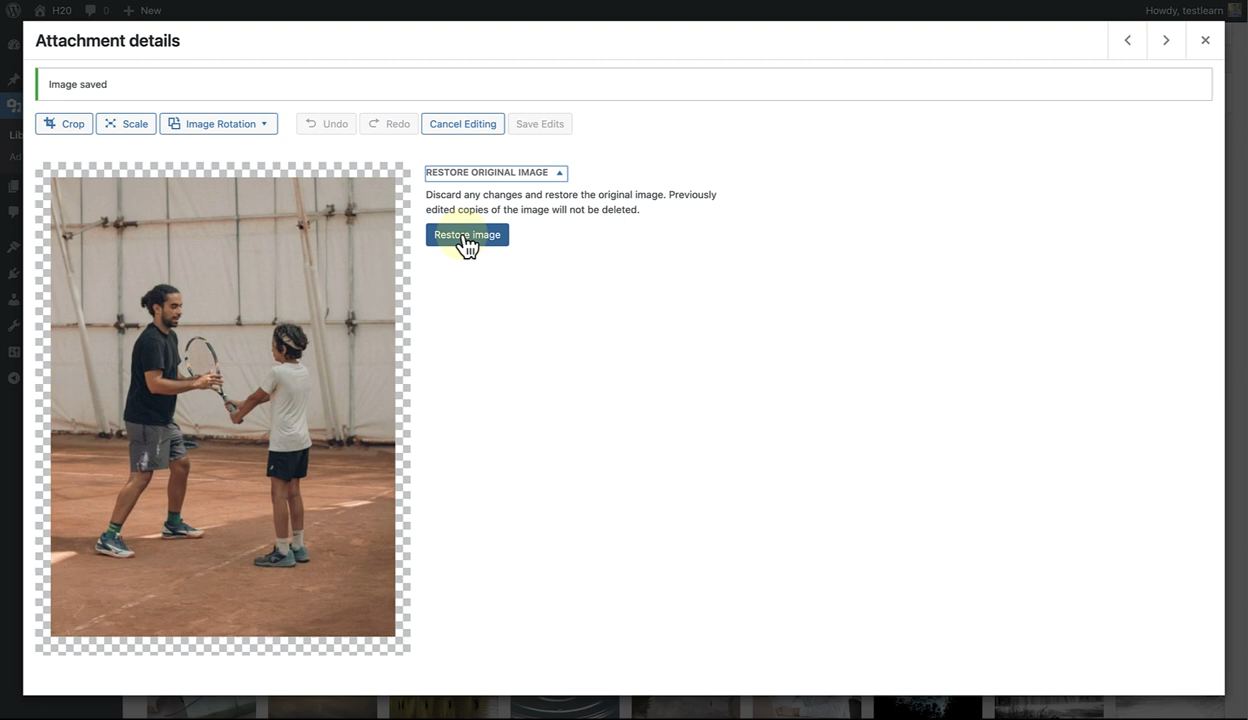 H20 0 New Howdy, testlearn
Attachment details
Image saved
Crop Scale Image Rotation Undo Redo Cancel Editing Save Edits
Lib
Ad
RESTORE ORIGINAL IMAGE
Discard any changes and restore the original image. Previously
edited copies of the image will not be deleted.
Restore image